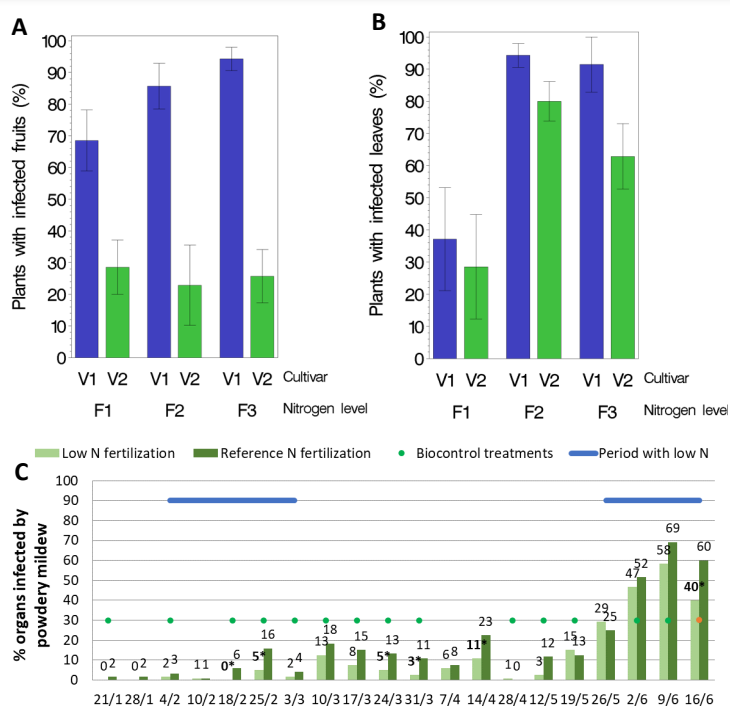 A
Plants with infected fruits (%)
100
90
80
70
60
50
40
30
20
10
0
V1 V2 V1 V2 V1 V2 Cultivar
F1 F2 F3 Nitrogen level
B
Plants with infected leaves (%)
100
90
80
70
60
50
40
30
20
10
0
V1 V2 V1 V2 V1 V2 Cultivar
F1 F2 F3 Nitrogen level
Low N fertilization Reference N fertilization Biocontrol treatments Period with low N
C
% organs infected by
powdery mildew
100
90
80
70
60
50
40
30
20
10
0
0 2 0 2 2 3 1 1 0* 6 5* 16 2 4 13 18 8 15 5* 13 3* 11 6 8 11* 23 1 0 3 12 15 13 29 25 47 52 58 69 40* 60
21/1 28/1 4/2 10/2 18/2 25/2 3/3 10/3 17/3 24/3 31/3 7/4 14/4 28/4 12/5 19/5 26/5 2/6 9/6 16/6